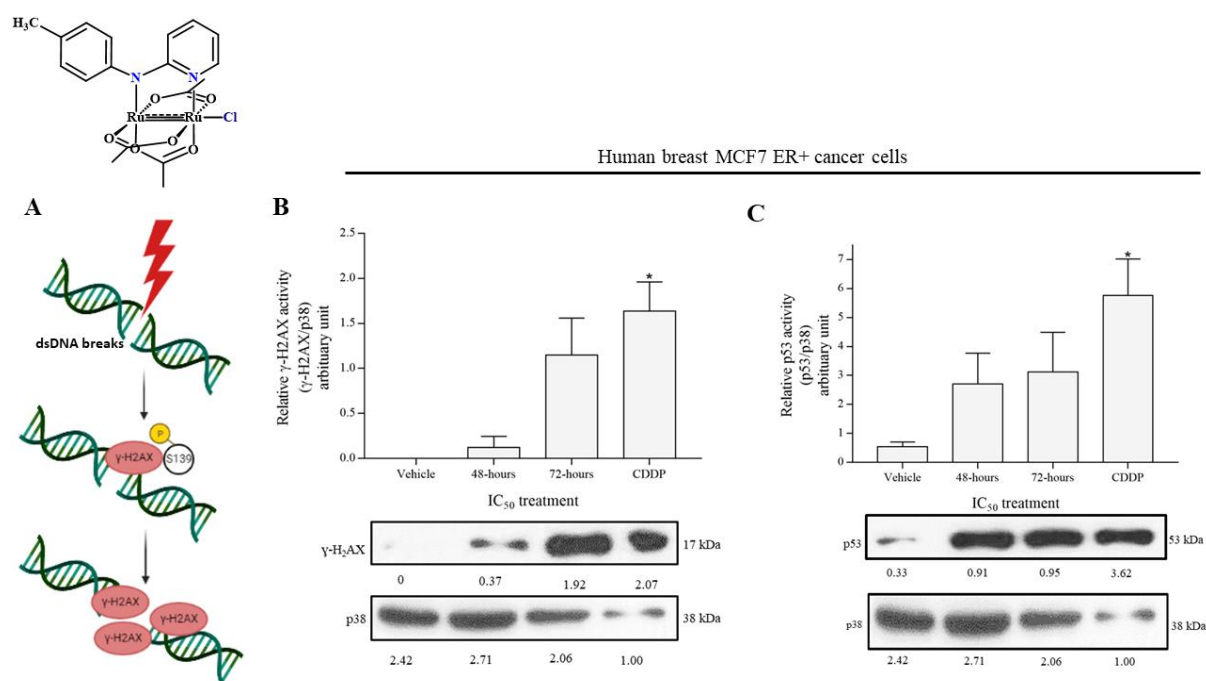 H₃C
N
N
O
O
Ru
Ru
Cl
O
O
O
O
Human breast MCF7 ER+ cancer cells
A
B
C
dsDNA breaks
P
γ-H2AX
S139
γ-H2AX
γ-H2AX
γ-H2AX
Relative γ-H2AX activity
(γ-H2AX/p38)
arbituary unit
2.5
2.0
1.5
1.0
0.5
0.0
*
Vehicle 48-hours 72-hours CDDP
IC₅₀ treatment
γ-H₂AX 17 kDa
0 0.37 1.92 2.07
p38 38 kDa
2.42 2.71 2.06 1.00
Relative p53 activity
(p53/p38)
arbituary unit
7
6
5
4
3
2
1
0
*
Vehicle 48-hours 72-hours CDDP
IC₅₀ treatment
p53 53 kDa
0.33 0.91 0.95 3.62
p38 38 kDa
2.42 2.71 2.06 1.00